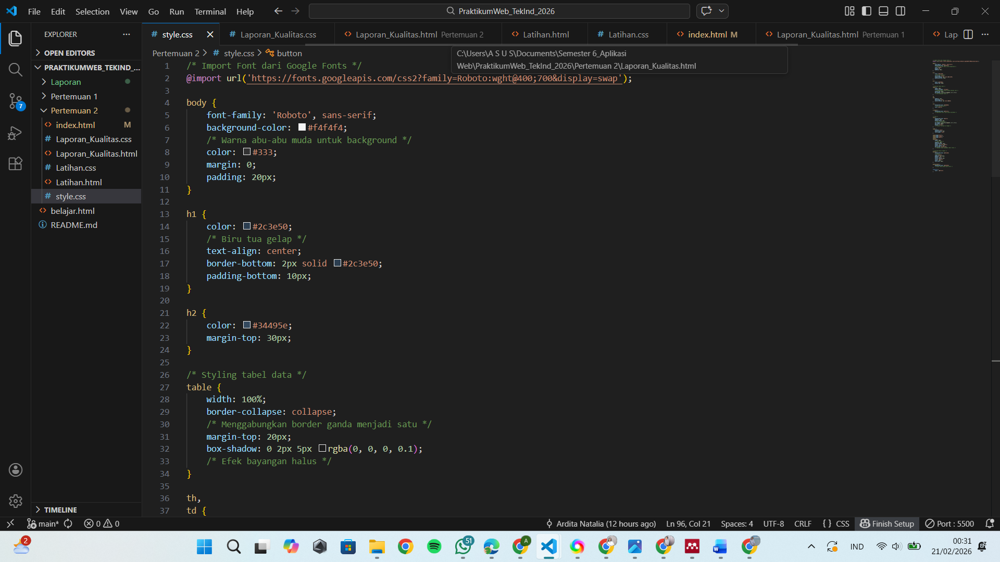 File Edit Selection View Go Run Terminal Help
PraktikumWeb_TekInd_2026
EXPLORER
OPEN EDITORS
PRAKTIKUMWEB_TEKIND_...
Laporan
Pertemuan 1
Pertemuan 2
index.html M
Laporan_Kualitas.css
Laporan_Kualitas.html
Latihan.css
Latihan.html
style.css
belajar.html
README.md
TIMELINE
7
style.css Laporan_Kualitas.css Laporan_Kualitas.html Pertemuan 2 Latihan.html Latihan.css index.html M Laporan_Kualitas.html Pertemuan 1 Lap
Pertemuan 2 > style.css > button
C:\Users\A S U S\Documents\Semester 6_Aplikasi
Web\PraktikumWeb_TekInd_2026\Pertemuan 2\Laporan_Kualitas.html
1 /* Import Font dari Google Fonts */
2 @import url('https://fonts.googleapis.com/css2?family=Roboto:wght@400;700&display=swap');
3
4 body {
5 font-family: 'Roboto', sans-serif;
6 background-color: #f4f4f4;
7 /* Warna abu-abu muda untuk background */
8 color: #333;
9 margin: 0;
10 padding: 20px;
11 }
12
13 h1 {
14 color: #2c3e50;
15 /* Biru tua gelap */
16 text-align: center;
17 border-bottom: 2px solid #2c3e50;
18 padding-bottom: 10px;
19 }
20
21 h2 {
22 color: #34495e;
23 margin-top: 30px;
24 }
25
26 /* Styling tabel data */
27 table {
28 width: 100%;
29 border-collapse: collapse;
30 /* Menggabungkan border ganda menjadi satu */
31 margin-top: 20px;
32 box-shadow: 0 2px 5px rgba(0, 0, 0, 0.1);
33 /* Efek bayangan halus */
34 }
35
36 th,
37 td {
main* 0 0
Ardita Natalia (12 hours ago) Ln 96, Col 21 Spaces: 4 UTF-8 CRLF { } CSS Finish Setup Port : 5500
2
51
A
IND
00:31
21/02/2026